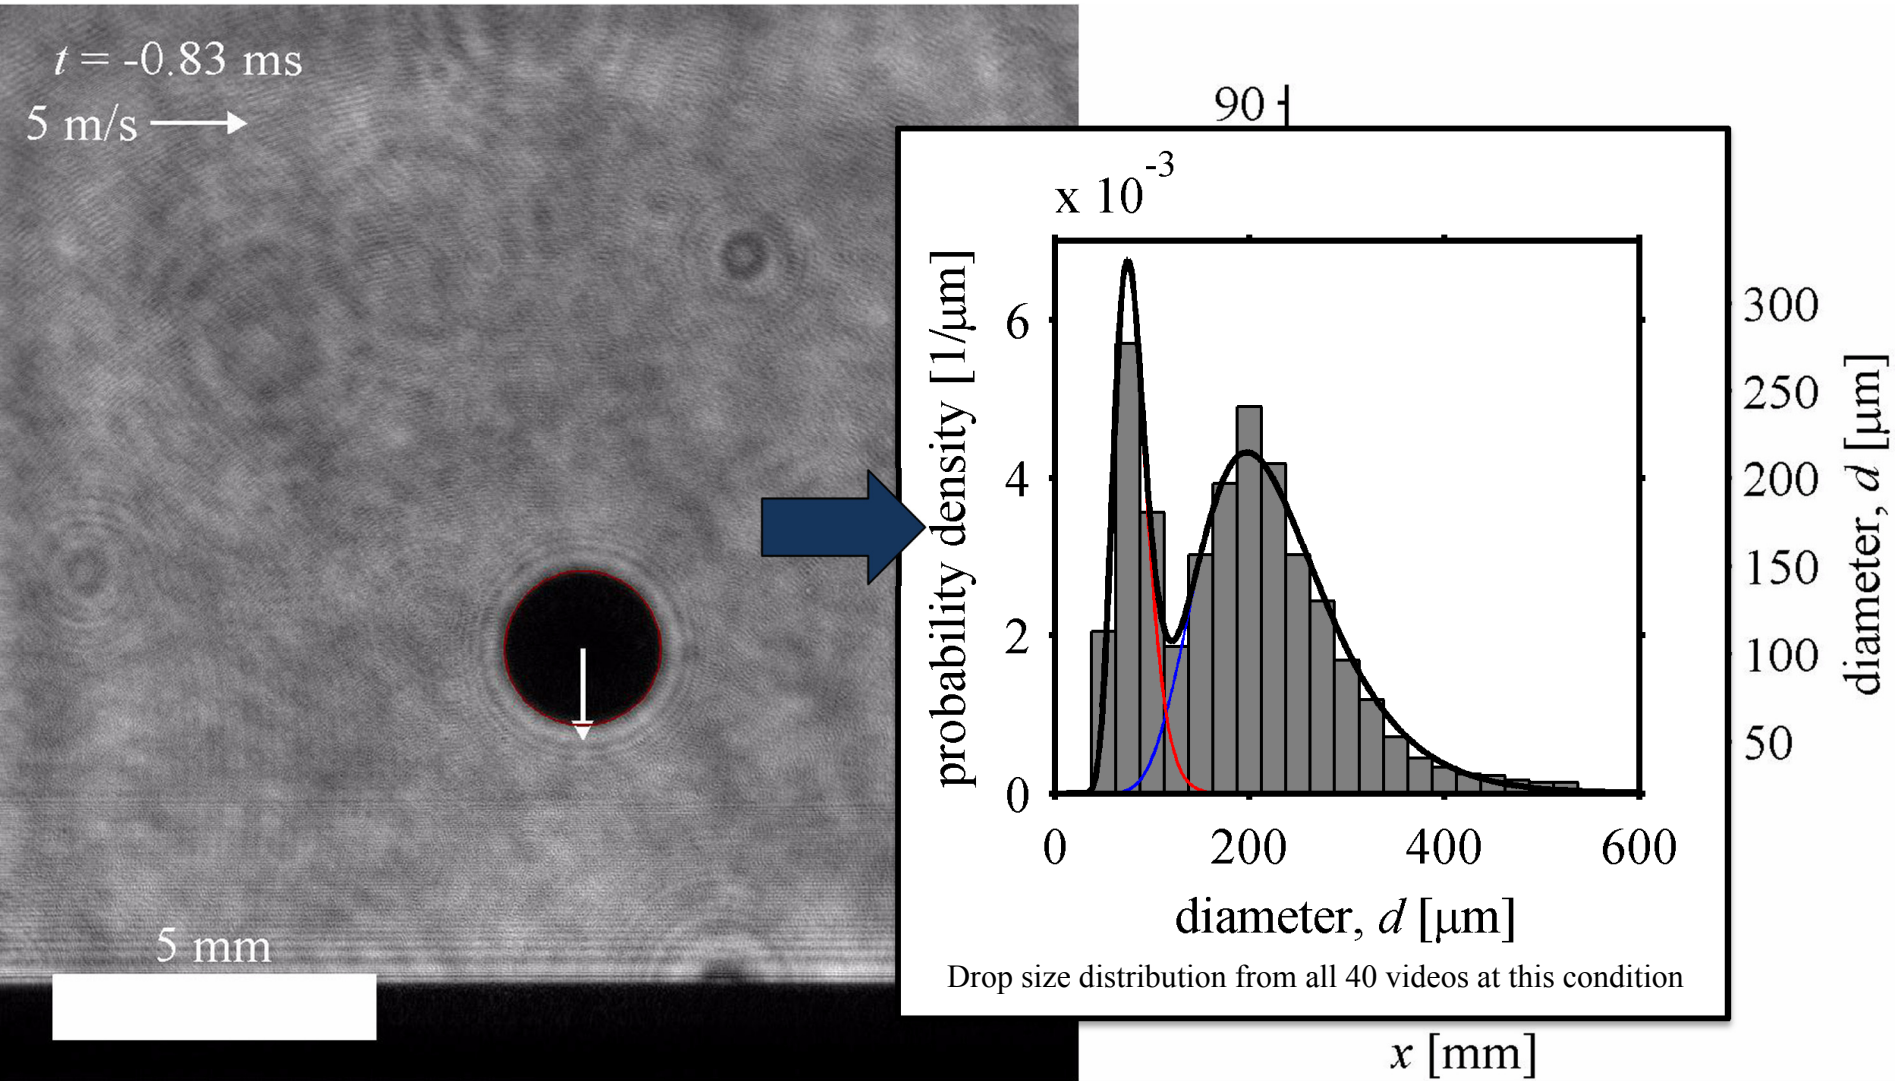 t = -0.83 ms
5 m/s
5 mm
90
x 10^-3
probability density [1/μm]
6
4
2
0
0 200 400 600
diameter, d [μm]
Drop size distribution from all 40 videos at this condition
300
250
200
150
100
50
diameter, d [μm]
x [mm]